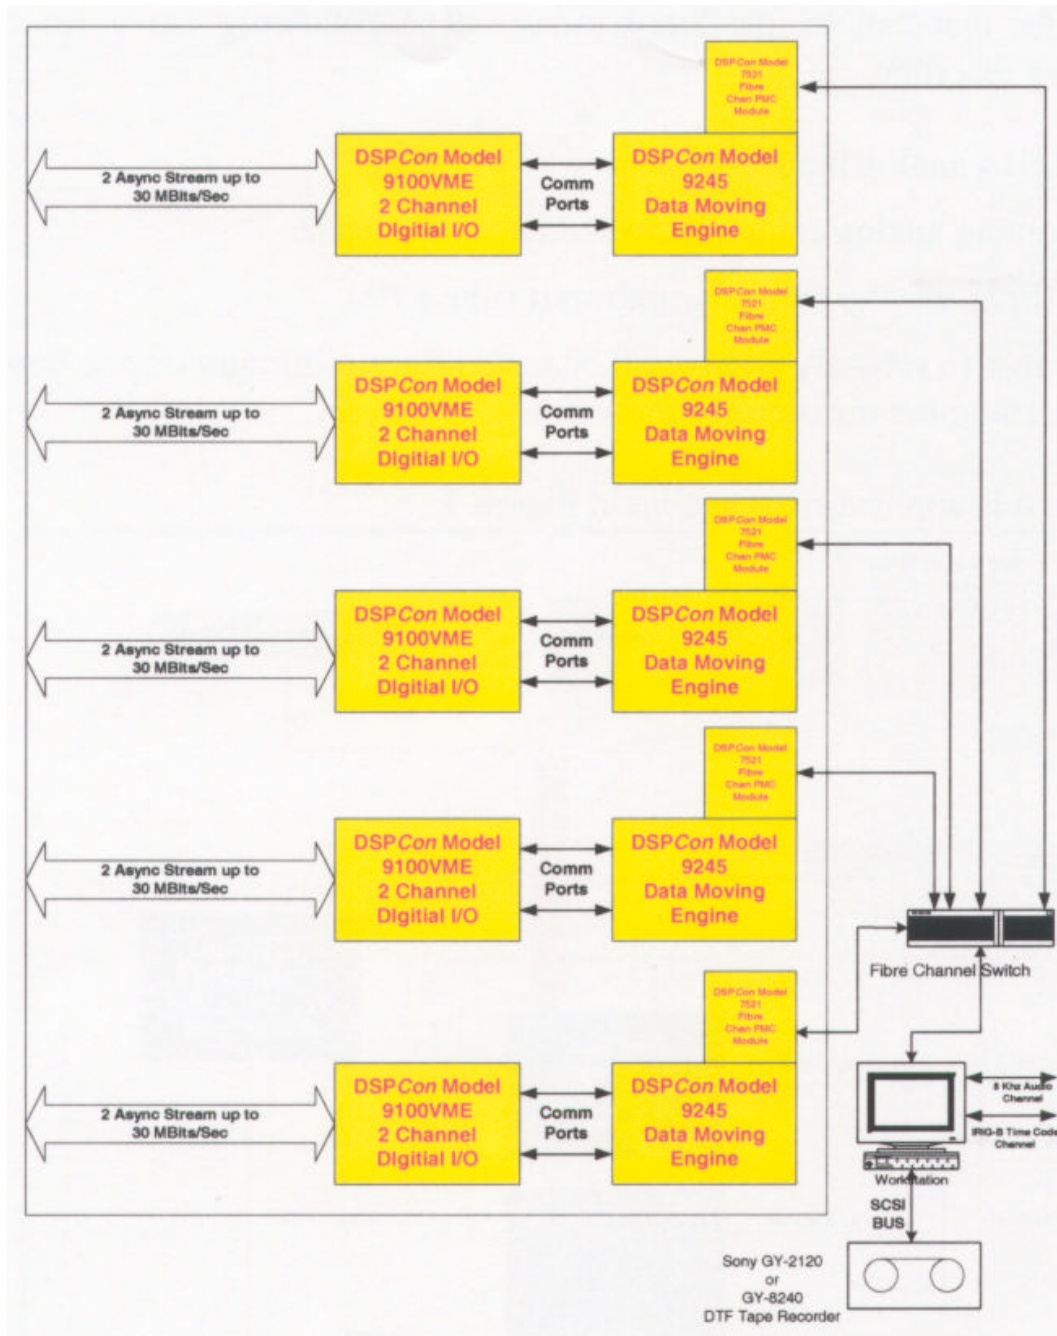 DSPCon Model
7521
Fibre
Chan PMC
Module
2 Async Stream up to
30 MBits/Sec
DSPCon Model
9100VME
2 Channel
DIgitial I/O
Comm
Ports
DSPCon Model
9245
Data Moving
Engine
DSPCon Model
7521
Fibre
Chan PMC
Module
2 Async Stream up to
30 MBits/Sec
DSPCon Model
9100VME
2 Channel
DIgitial I/O
Comm
Ports
DSPCon Model
9245
Data Moving
Engine
DSPCon Model
7521
Fibre
Chan PMC
Module
2 Async Stream up to
30 MBits/Sec
DSPCon Model
9100VME
2 Channel
DIgitial I/O
Comm
Ports
DSPCon Model
9245
Data Moving
Engine
DSPCon Model
7521
Fibre
Chan PMC
Module
2 Async Stream up to
30 MBits/Sec
DSPCon Model
9100VME
2 Channel
DIgitial I/O
Comm
Ports
DSPCon Model
9245
Data Moving
Engine
Fibre Channel Switch
DSPCon Model
7521
Fibre
Chan PMC
Module
2 Async Stream up to
30 MBits/Sec
DSPCon Model
9100VME
2 Channel
DIgitial I/O
Comm
Ports
DSPCon Model
9245
Data Moving
Engine
8 Khz Audio
Channel
IRIG-B Time Code
Channel
Workstation
SCSI
BUS
Sony GY-2120
or
GY-8240
DTF Tape Recorder